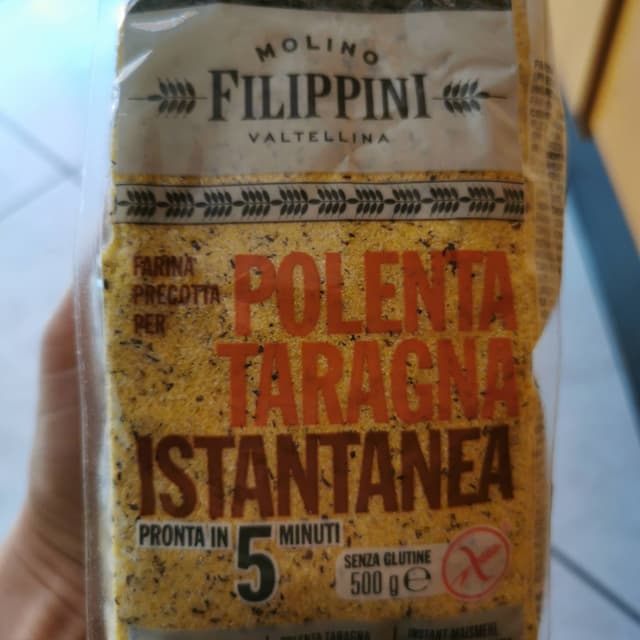 MOLINO
FILIPPINI
VALTELLINA
FARINA
PRECOTTA
PER
POLENTA
TARAGNA
ISTANTANEA
PRONTA IN 5 MINUTI
SENZA GLUTINE
500 g ℮